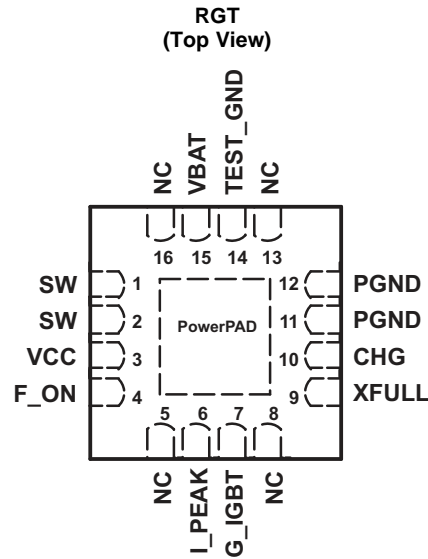 RGT
(Top View)
NC
VBAT
TEST_GND
NC
16 15 14 13
SW 1
SW 2
VCC 3
F_ON 4
PowerPAD
12 PGND
11 PGND
10 CHG
9 XFULL
5 6 7 8
NC
I_PEAK
G_IGBT
NC